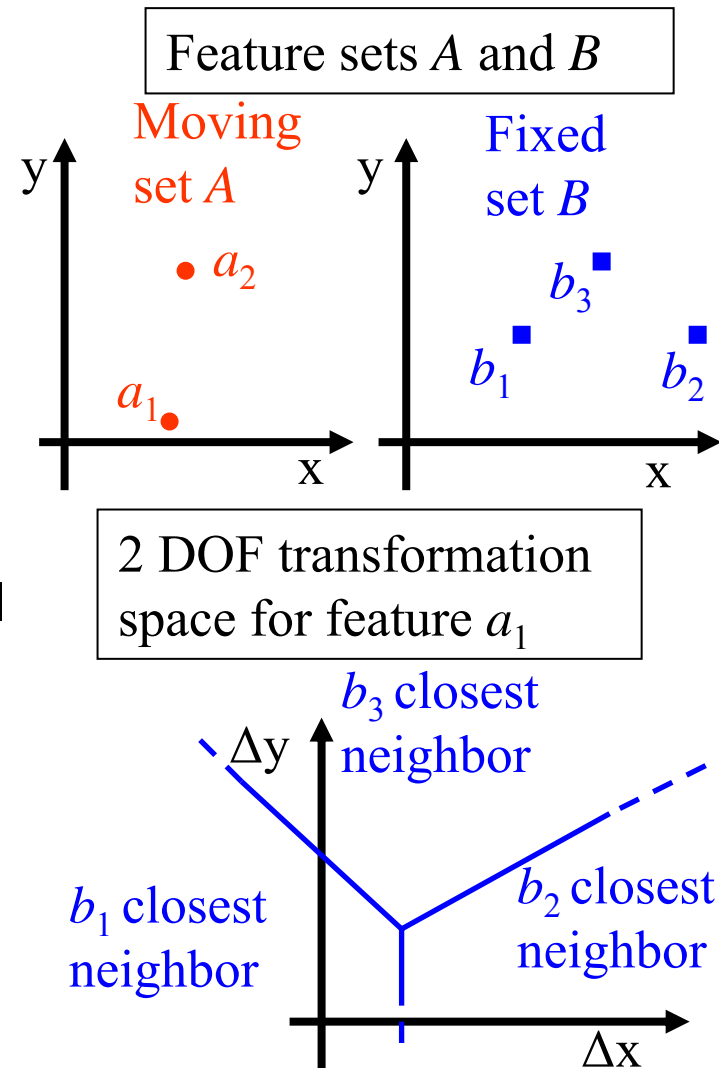 Feature sets A and B
Moving
set A
y
a₂
a₁
x
Fixed
set B
y
b₃
b₁
b₂
x
2 DOF transformation
space for feature a₁
b₃ closest
neighbor
Δy
b₁ closest
neighbor
b₂ closest
neighbor
Δx